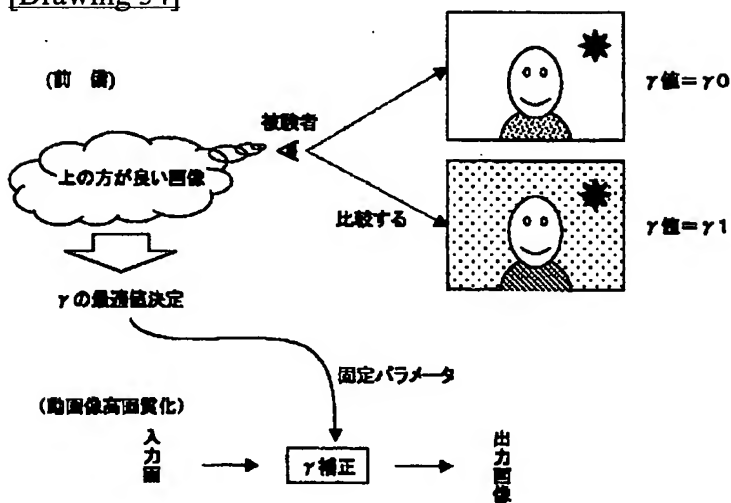 (前 備)
被験者
γ値=γ0
上の方が良い画像
比較する
γ値=γ1
γの最適値決定
固定パラメータ
(動画像高画質化)
入力画
γ補正
出力画像